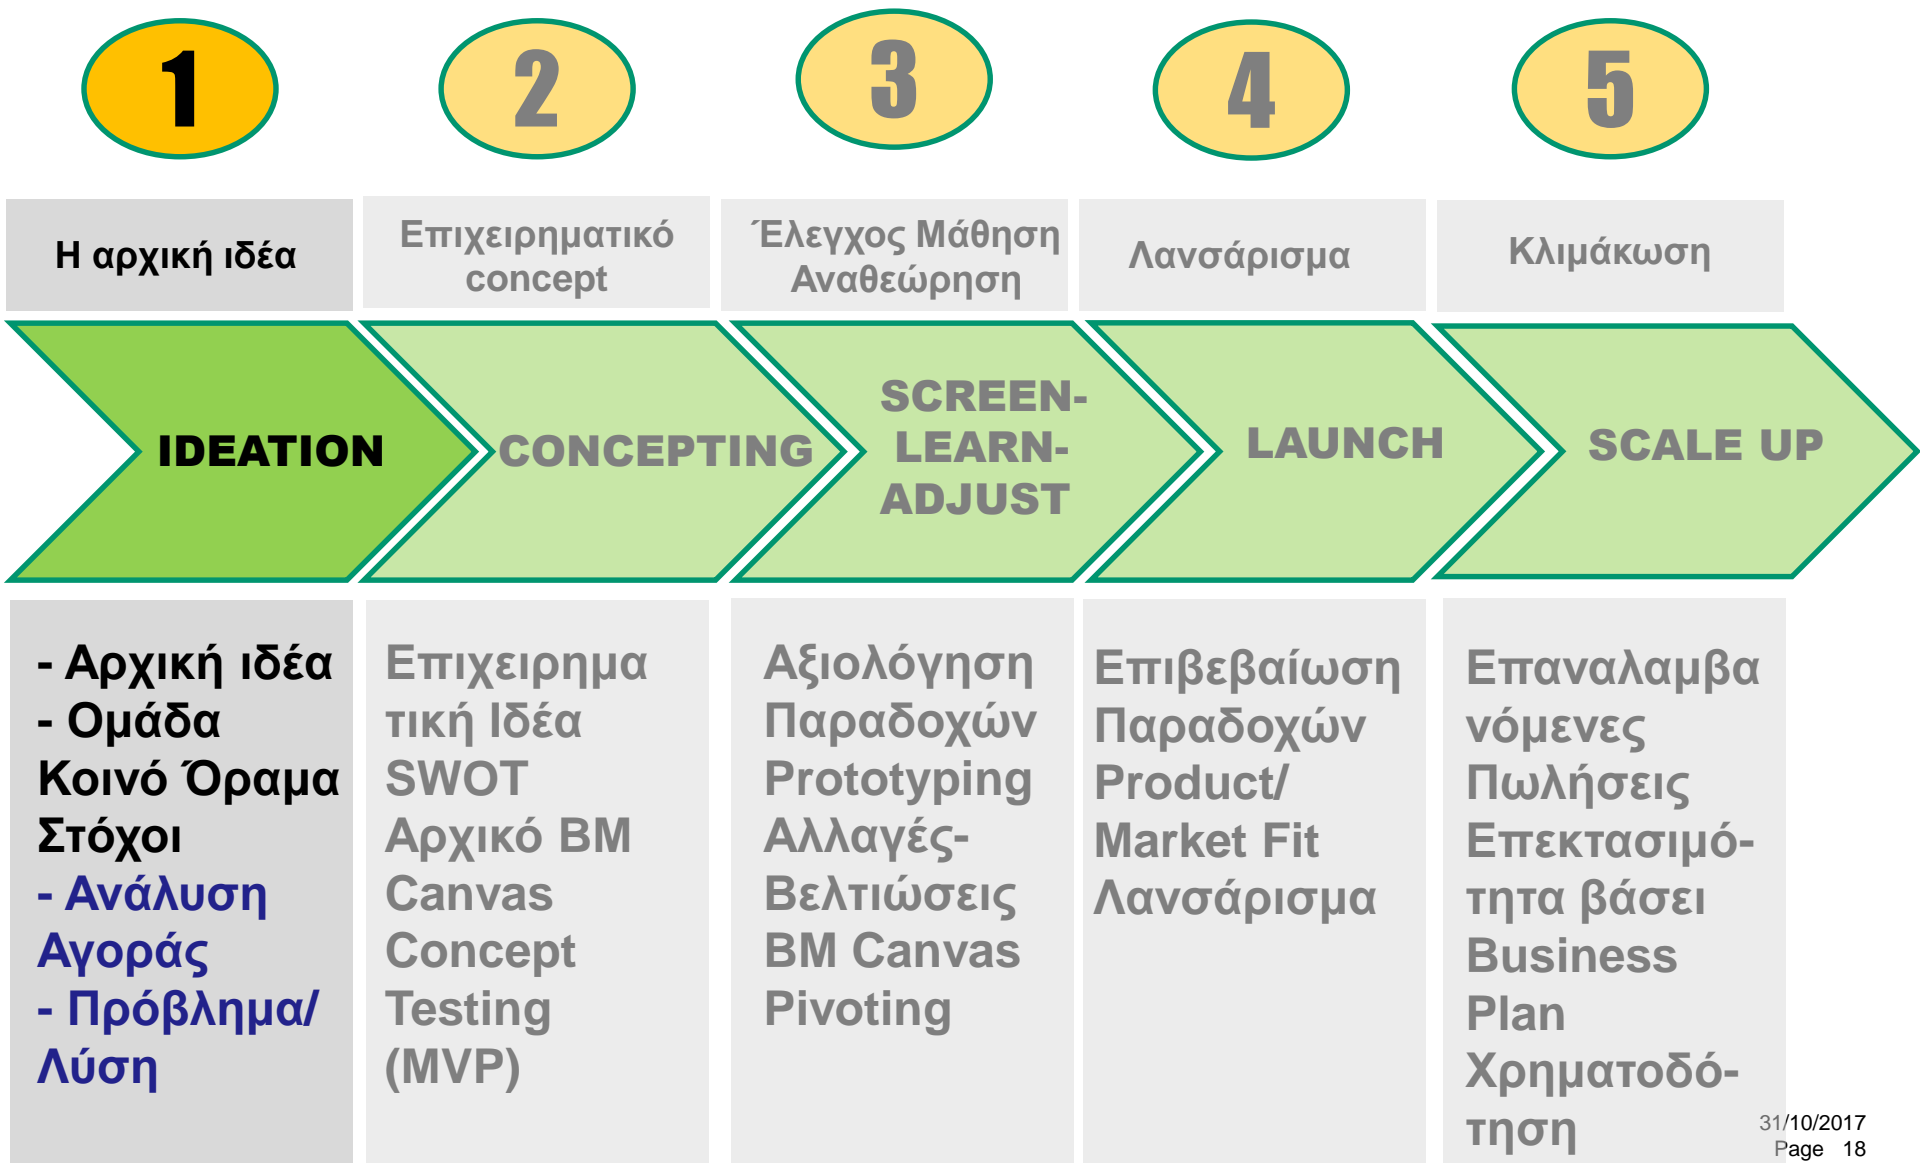 1
2
3
4
5
Η αρχική ιδέα
Επιχειρηματικό
concept
Έλεγχος Μάθηση
Αναθεώρηση
Λανσάρισμα
Κλιμάκωση
IDEATION
CONCEPTING
SCREEN-
LEARN-
ADJUST
LAUNCH
SCALE UP
- Αρχική ιδέα
- Ομάδα
Κοινό Όραμα
Στόχοι
- Ανάλυση
Αγοράς
- Πρόβλημα/
Λύση
Επιχειρημα
τική Ιδέα
SWOT
Αρχικό BM
Canvas
Concept
Testing
(MVP)
Αξιολόγηση
Παραδοχών
Prototyping
Αλλαγές-
Βελτιώσεις
BM Canvas
Pivoting
Επιβεβαίωση
Παραδοχών
Product/
Market Fit
Λανσάρισμα
Επαναλαμβα
νόμενες
Πωλήσεις
Επεκτασιμό-
τητα βάσει
Business
Plan
Χρηματοδό-
τηση
31/10/2017
Page 18